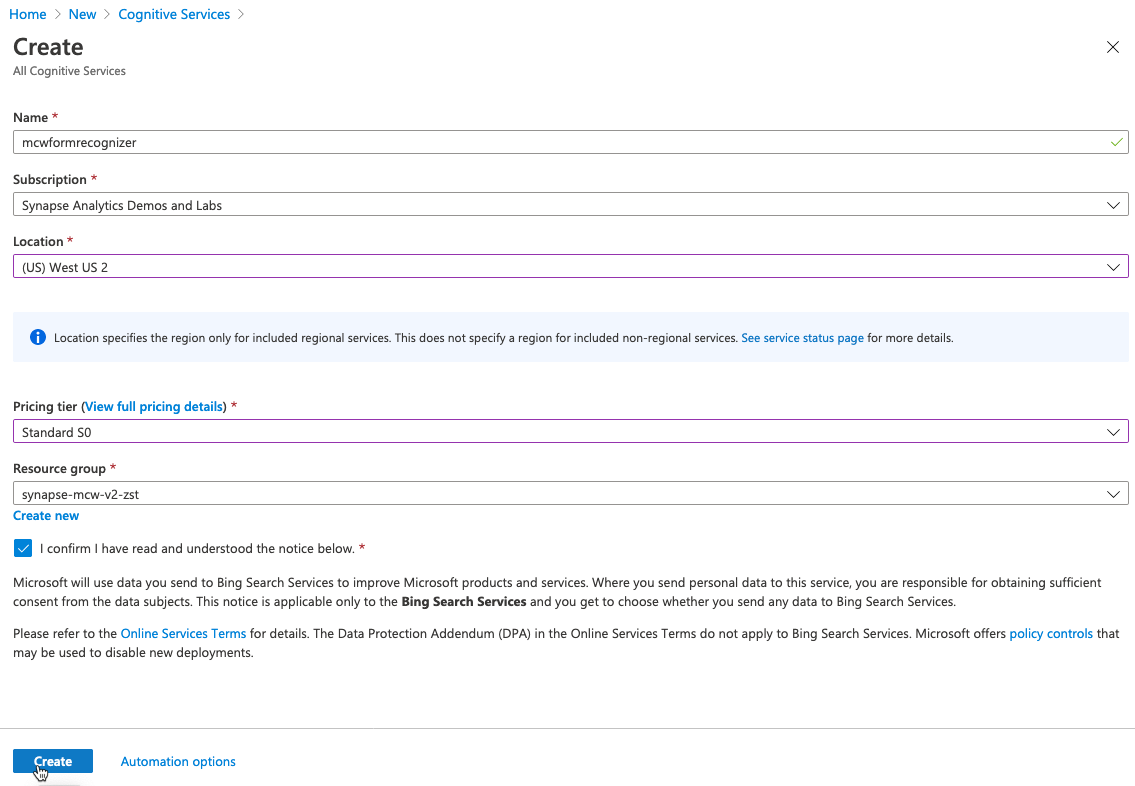 Home > New > Cognitive Services >
Create
All Cognitive Services
Name *
mcwformrecognizer
Subscription *
Synapse Analytics Demos and Labs
Location *
(US) West US 2
Location specifies the region only for included regional services. This does not specify a region for included non-regional services. See service status page for more details.
Pricing tier (View full pricing details) *
Standard S0
Resource group *
synapse-mcw-v2-zst
Create new
I confirm I have read and understood the notice below. *
Microsoft will use data you send to Bing Search Services to improve Microsoft products and services. Where you send personal data to this service, you are responsible for obtaining sufficient
consent from the data subjects. This notice is applicable only to the Bing Search Services and you get to choose whether you send any data to Bing Search Services.
Please refer to the Online Services Terms for details. The Data Protection Addendum (DPA) in the Online Services Terms do not apply to Bing Search Services. Microsoft offers policy controls that
may be used to disable new deployments.
Create
Automation options